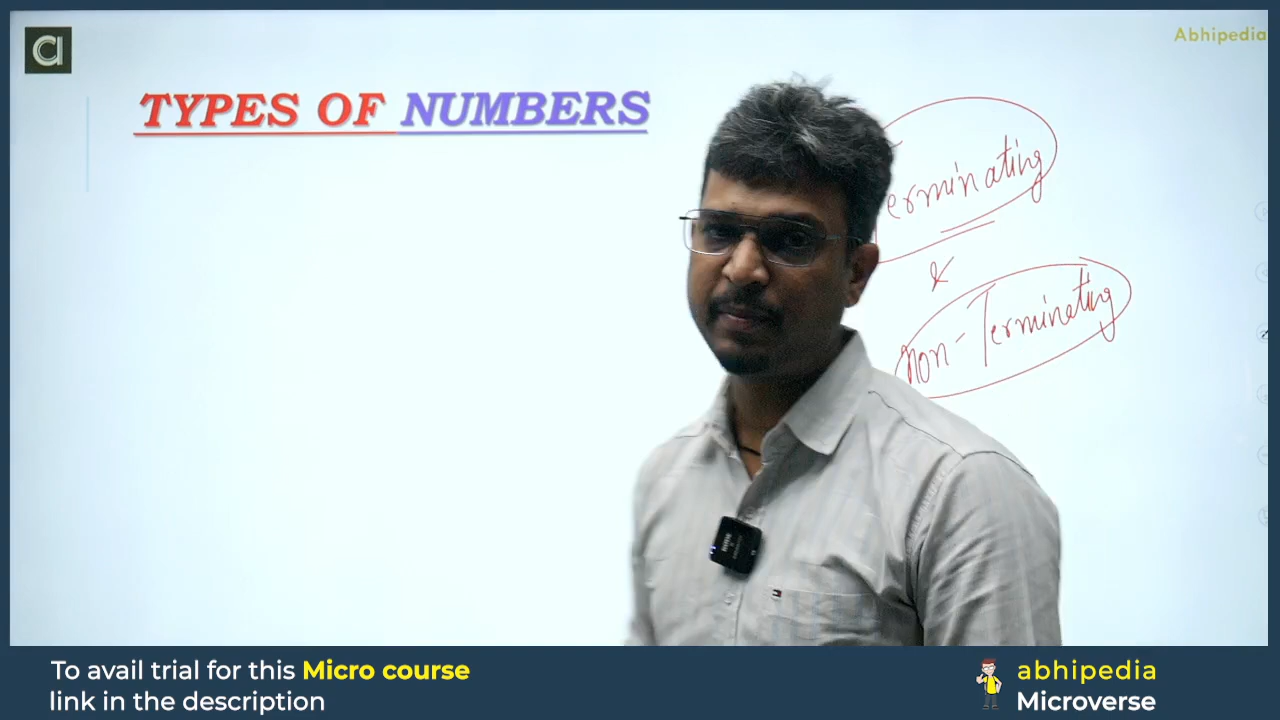 Abhipedia
TYPES OF NUMBERS
erminating
&
non-Terminating
To avail trial for this Micro course
link in the description
abhipedia
Microverse